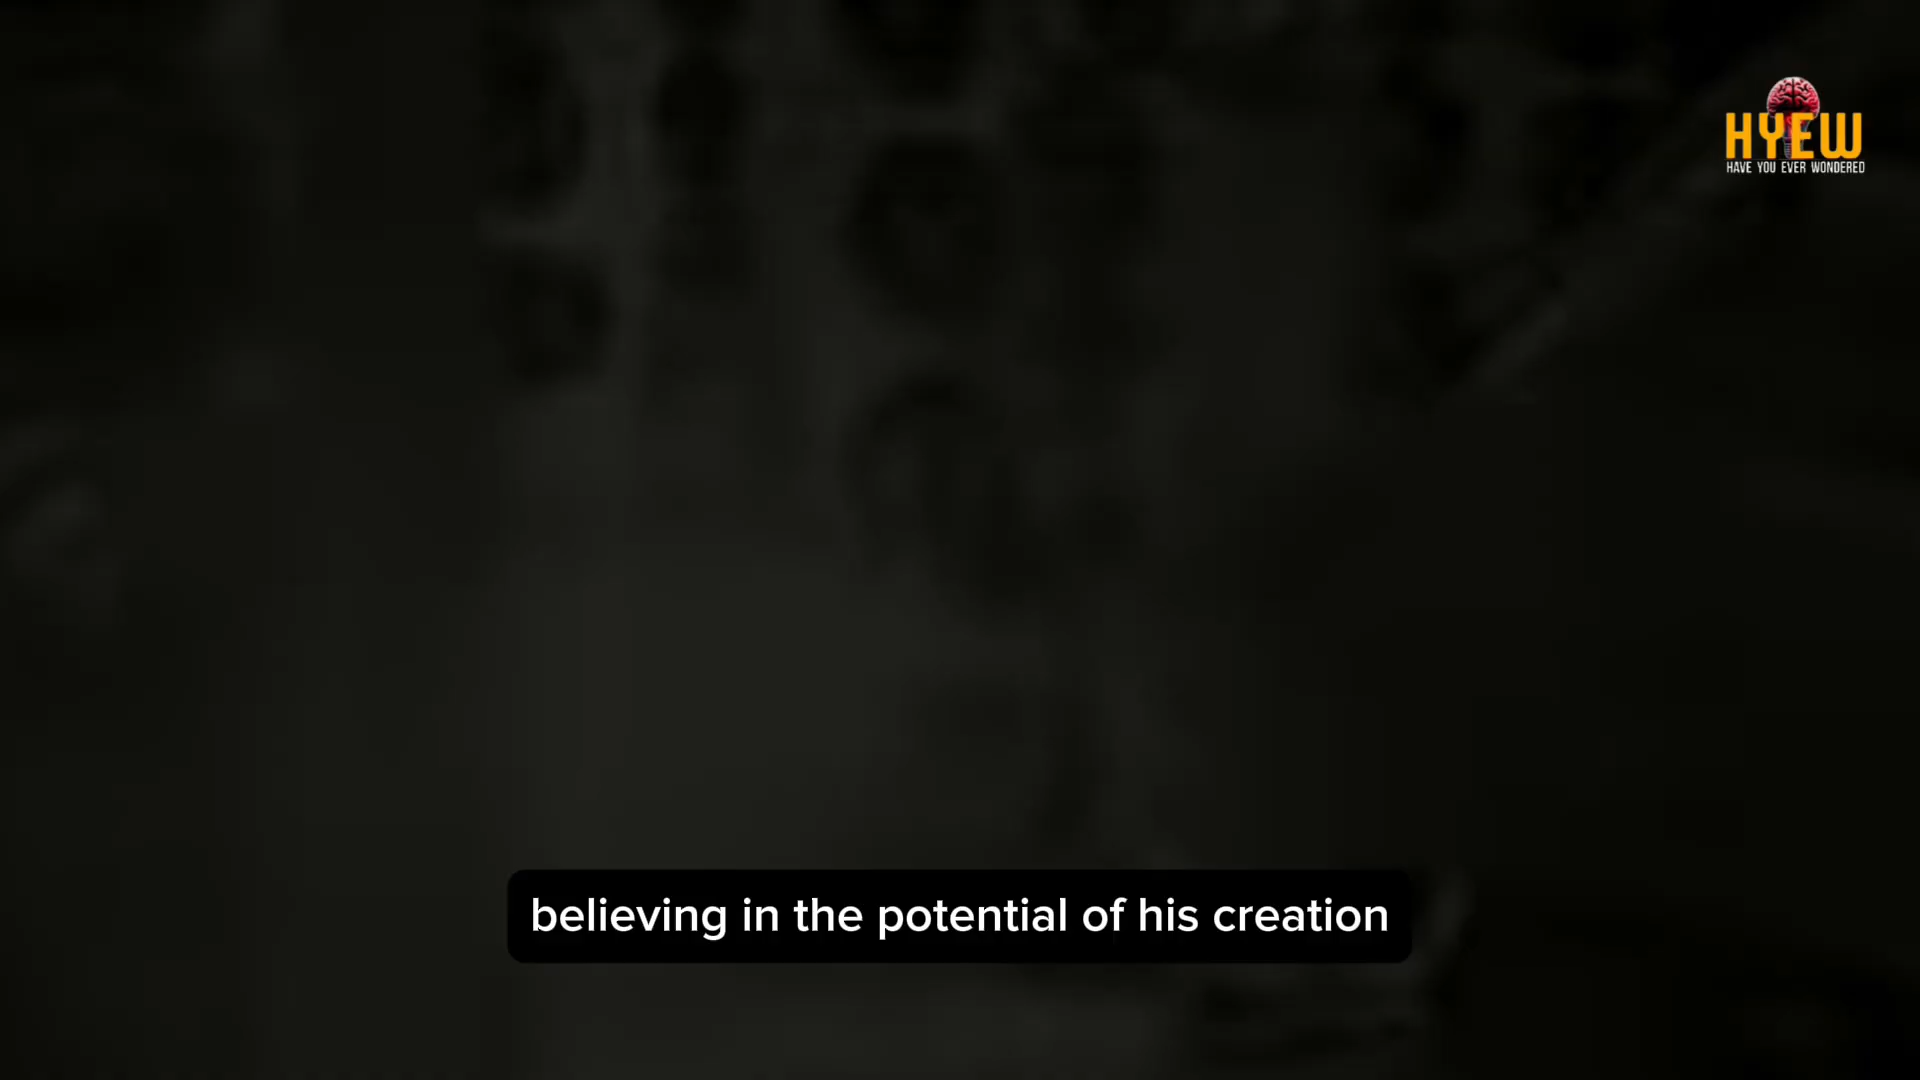 HYEW
HAVE YOU EVER WONDERED
believing in the potential of his creation